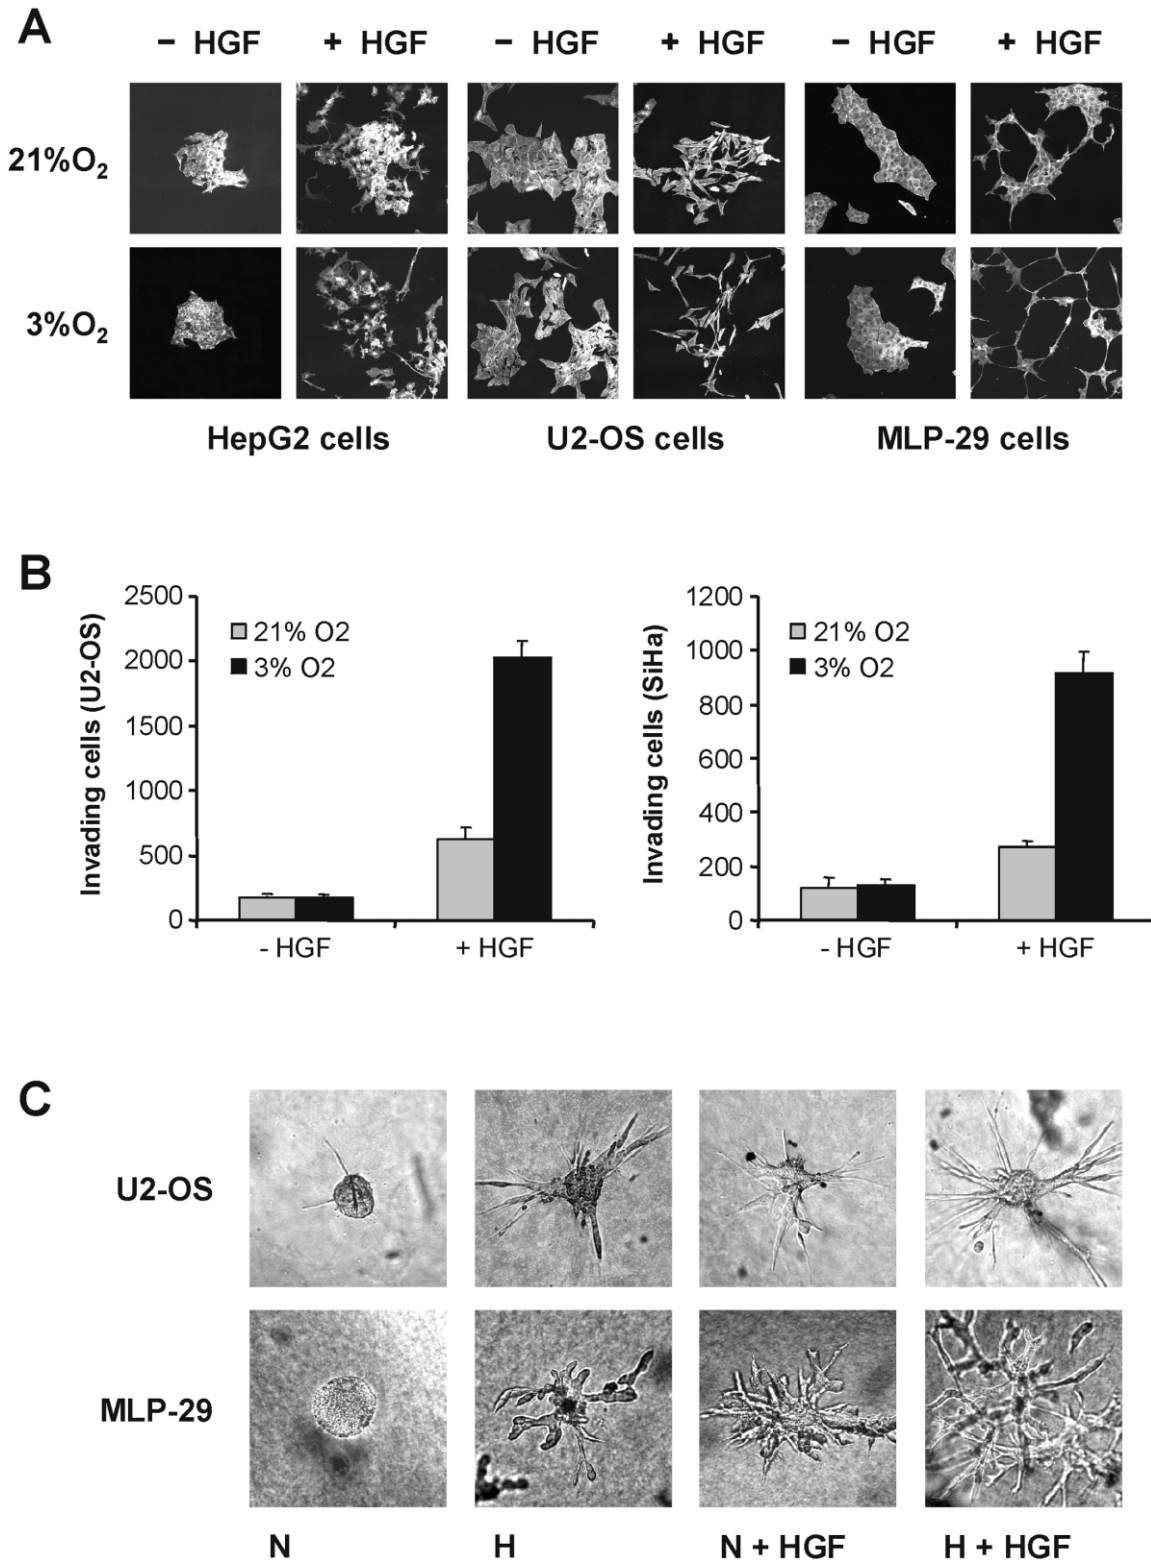 A
− HGF + HGF − HGF + HGF − HGF + HGF
21%O2
3%O2
HepG2 cells U2-OS cells MLP-29 cells
B
Invading cells (U2-OS)
2500
2000
1500
1000
500
0
21% O2
3% O2
- HGF + HGF
Invading cells (SiHa)
1200
1000
800
600
400
200
0
21% O2
3% O2
- HGF + HGF
C
U2-OS
MLP-29
N H N + HGF H + HGF